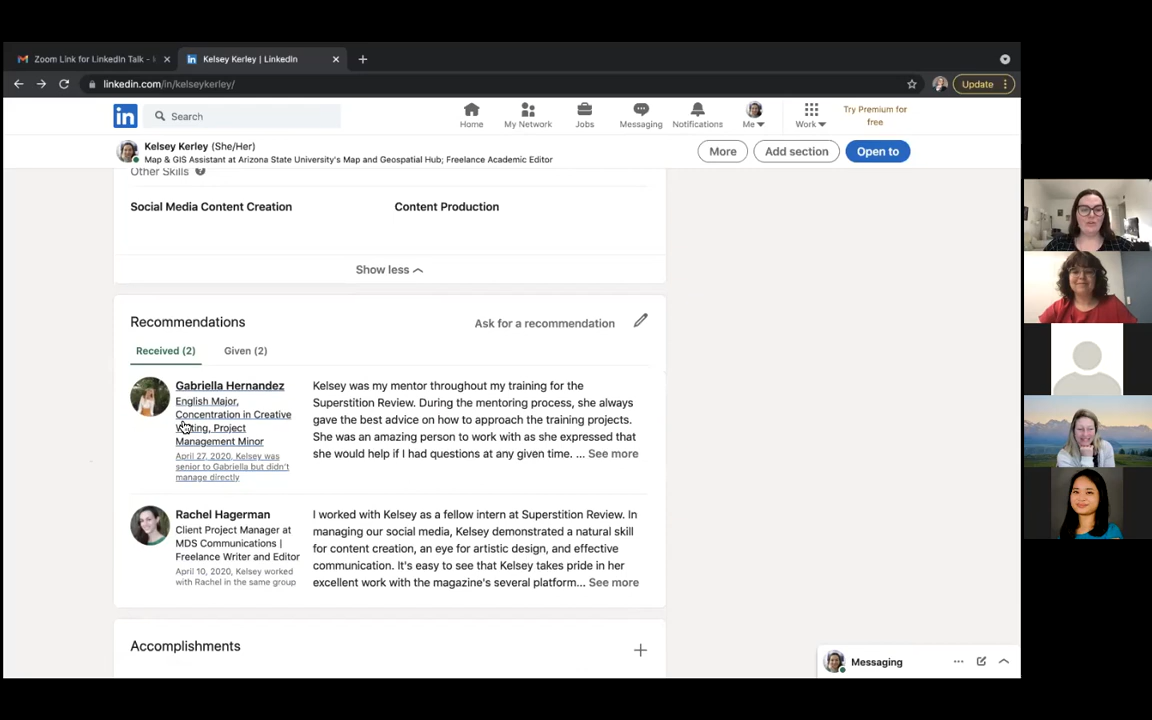 Zoom Link for LinkedIn Talk -
Kelsey Kerley | LinkedIn
linkedin.com/in/kelseykerley/
Update
in
Search
Home
My Network
Jobs
Messaging
Notifications
Me
Work
Try Premium for
free
Kelsey Kerley (She/Her)
Map & GIS Assistant at Arizona State University's Map and Geospatial Hub; Freelance Academic Editor
More
Add section
Open to
Other Skills ?
Social Media Content Creation
Content Production
Show less
Recommendations
Ask for a recommendation
Received (2)
Given (2)
Gabriella Hernandez
English Major,
Concentration in Creative
Writing, Project
Management Minor
April 27, 2020, Kelsey was
senior to Gabriella but didn't
manage directly
Kelsey was my mentor throughout my training for the
Superstition Review. During the mentoring process, she always
gave the best advice on how to approach the training projects.
She was an amazing person to work with as she expressed that
she would help if I had questions at any given time. ... See more
Rachel Hagerman
Client Project Manager at
MDS Communications |
Freelance Writer and Editor
April 10, 2020, Kelsey worked
with Rachel in the same group
I worked with Kelsey as a fellow intern at Superstition Review. In
managing our social media, Kelsey demonstrated a natural skill
for content creation, an eye for artistic design, and effective
communication. It's easy to see that Kelsey takes pride in her
excellent work with the magazine's several platform... See more
Accomplishments
Messaging